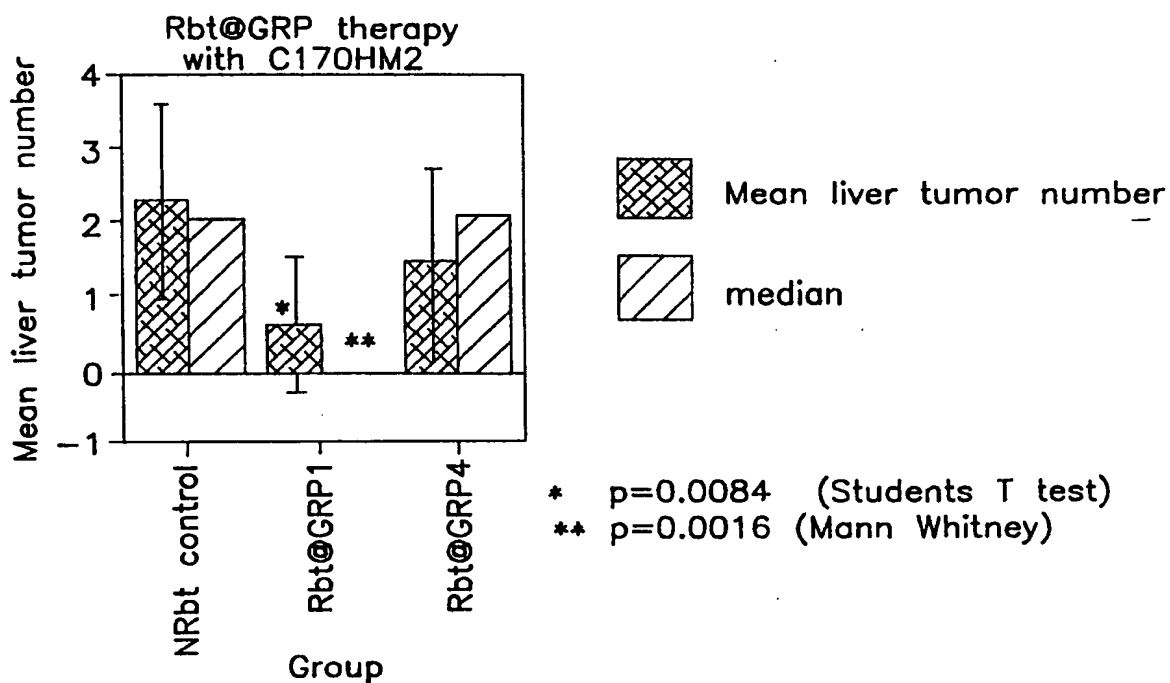 Rbt@GRP therapy
with C170HM2
Mean liver tumor number
4
3
2
1
0
-1
NRbt control
Rbt@GRP1
Rbt@GRP4
Group
*
**
Mean liver tumor number
median
* p=0.0084 (Students T test)
** p=0.0016 (Mann Whitney)